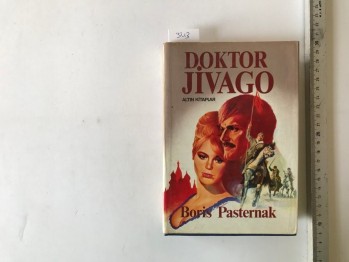 DOKTOR
JİVAGO
ALTIN KİTAPLAR
Boris Pasternak